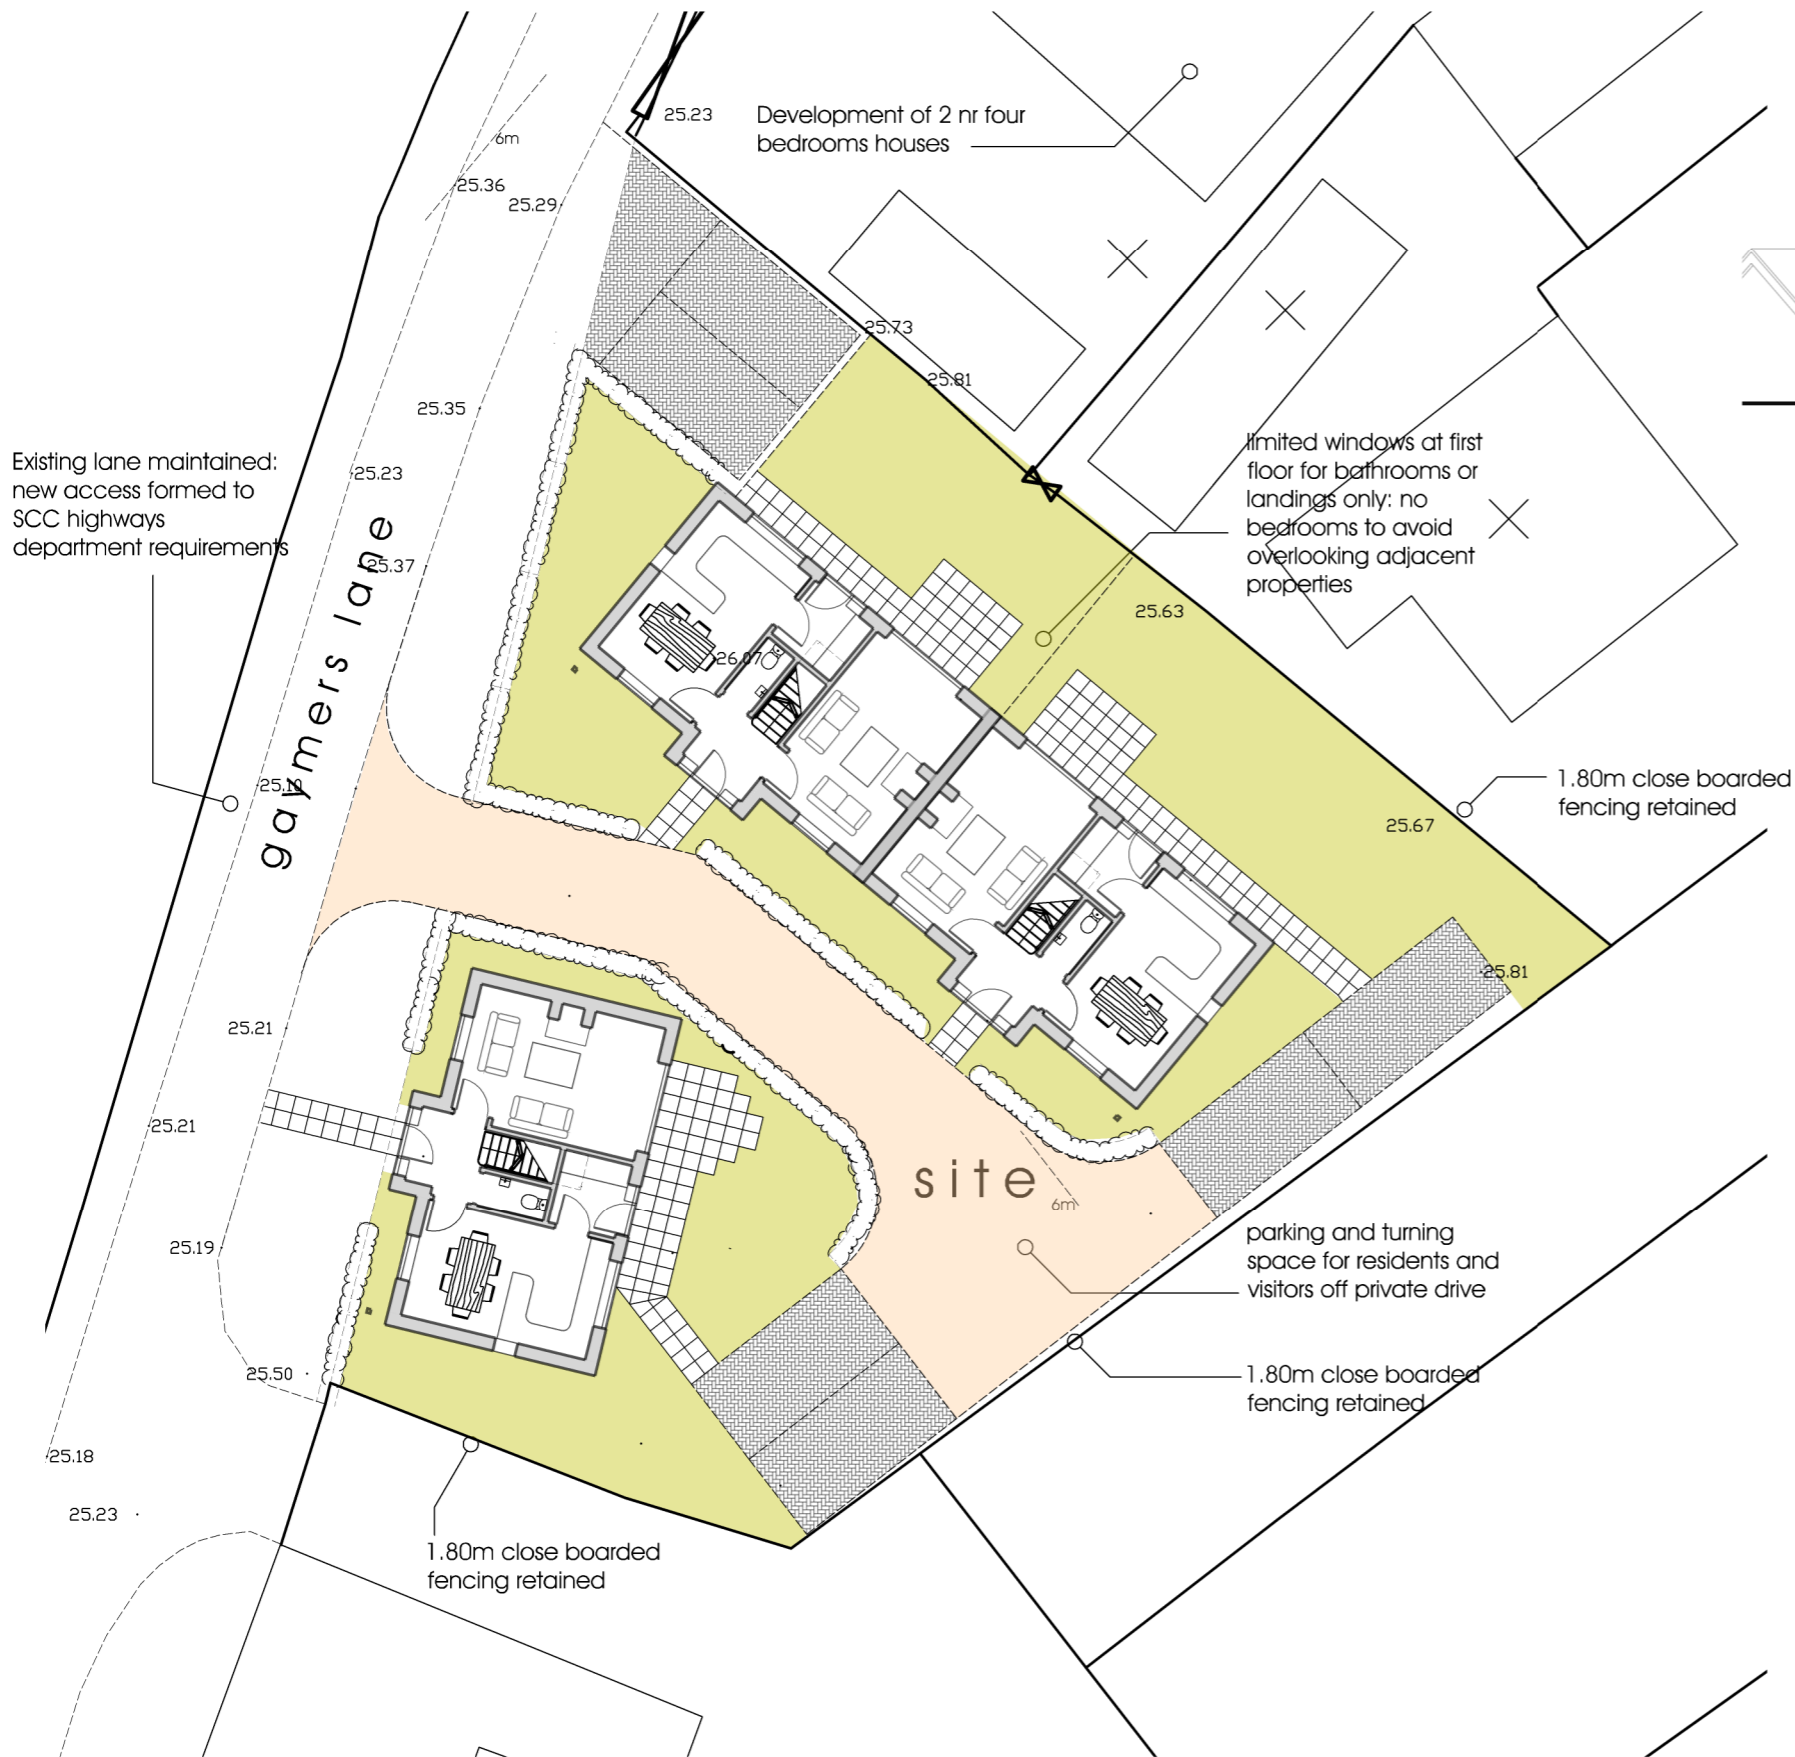 25.23
Development of 2 nr four
bedrooms houses
6m
25.36
25.29
25.73
25.81
25.35
limited windows at first
floor for bathrooms or
landings only: no
bedrooms to avoid
overlooking adjacent
properties
Existing lane maintained:
new access formed to
SCC highways
department requirements
25.23
25.37
gaymers lane
25.63
26.07
25.10
1.80m close boarded
fencing retained
25.67
25.81
25.21
25.21
site
6m
25.19
parking and turning
space for residents and
visitors off private drive
25.50
1.80m close boarded
fencing retained
25.18
25.23
1.80m close boarded
fencing retained